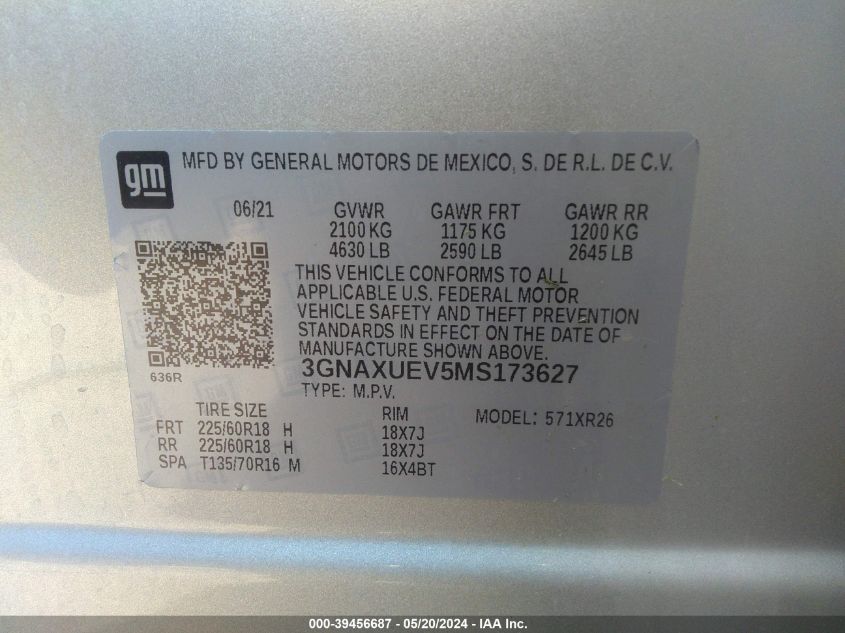 gm MFD BY GENERAL MOTORS DE MEXICO, S. DE R.L. DE C.V.
06/21 GVWR GAWR FRT GAWR RR
2100 KG 1175 KG 1200 KG
4630 LB 2590 LB 2645 LB
THIS VEHICLE CONFORMS TO ALL
APPLICABLE U.S. FEDERAL MOTOR
VEHICLE SAFETY AND THEFT PREVENTION
STANDARDS IN EFFECT ON THE DATE OF
MANUFACTURE SHOWN ABOVE.
636R
3GNAXUEV5MS173627
TYPE: M.P.V.
TIRE SIZE RIM MODEL: 571XR26
FRT 225/60R18 H 18X7J
RR 225/60R18 H 18X7J
SPA T135/70R16 M 16X4BT
000-39456687 - 05/20/2024 - IAA Inc.